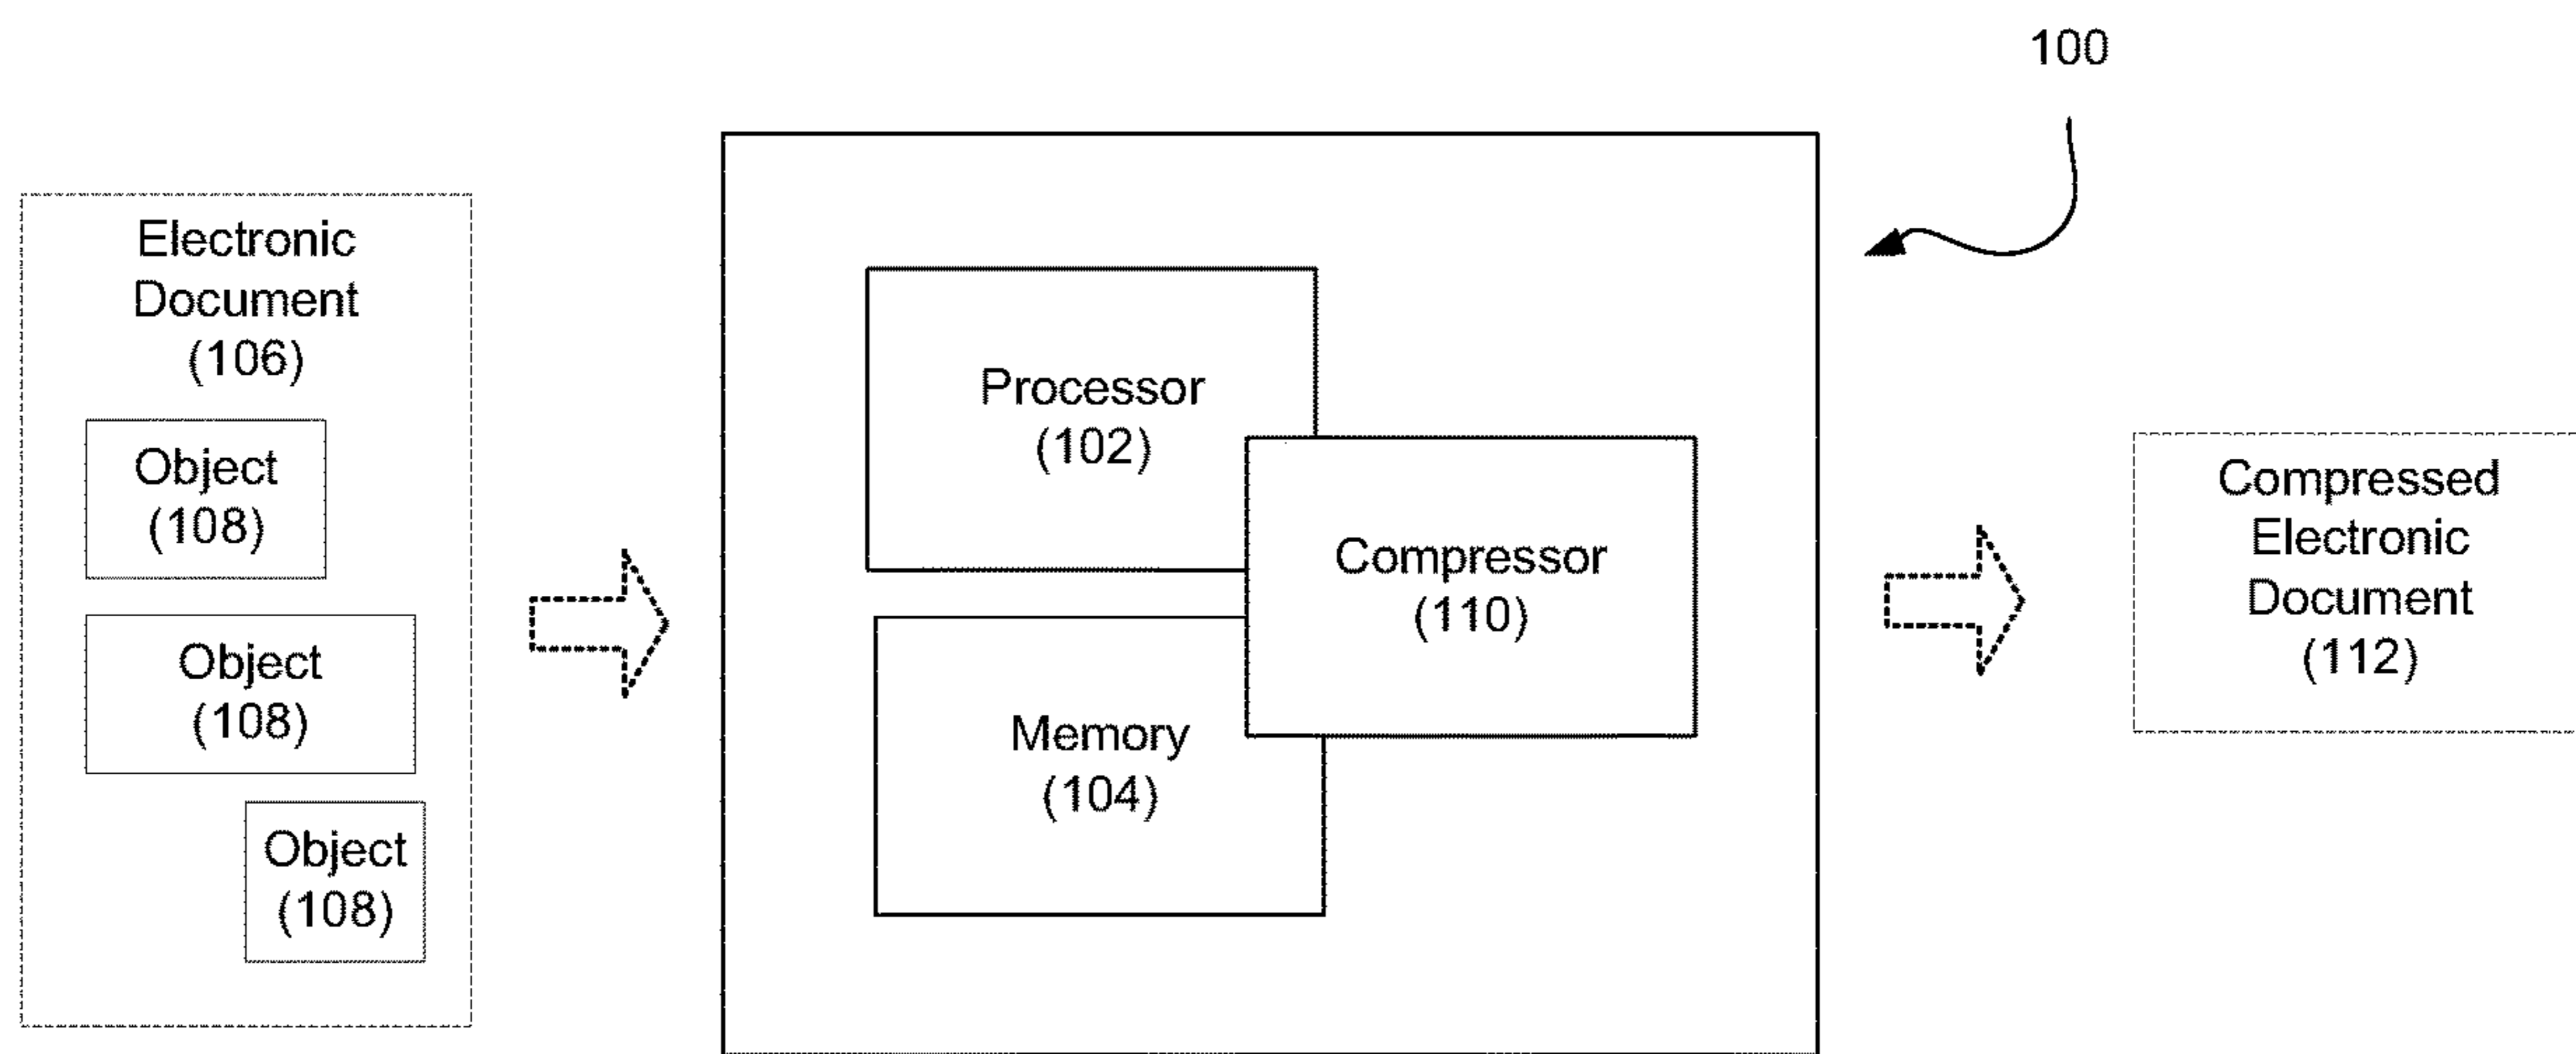 100
Electronic
Document
(106)
Object
(108)
Object
(108)
Object
(108)
Processor
(102)
Compressor
(110)
Memory
(104)
Compressed
Electronic
Document
(112)